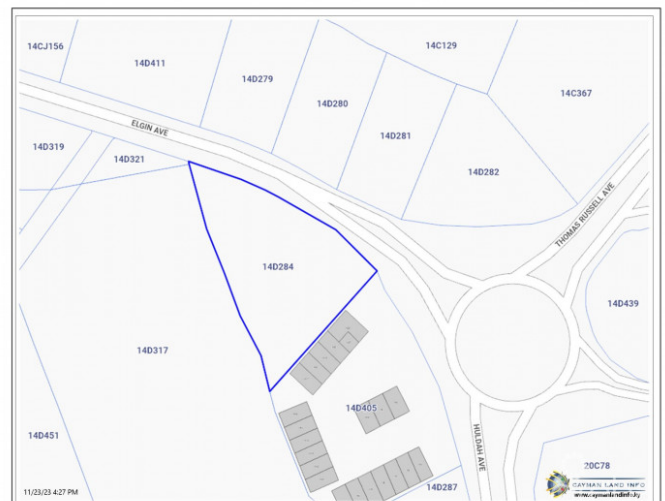 14CJ156
14D411
14C129
14D279
14C367
14D280
14D281
ELGIN AVE
14D319
14D321
14D282
THOMAS RUSSELL AVE
14D284
14D439
14D317
14D405
14D451
HULDAH AVE
20C78
14D287
11/23/23 4:27 PM
CAYMAN LAND INFO
www.caymanlandinfo.ky